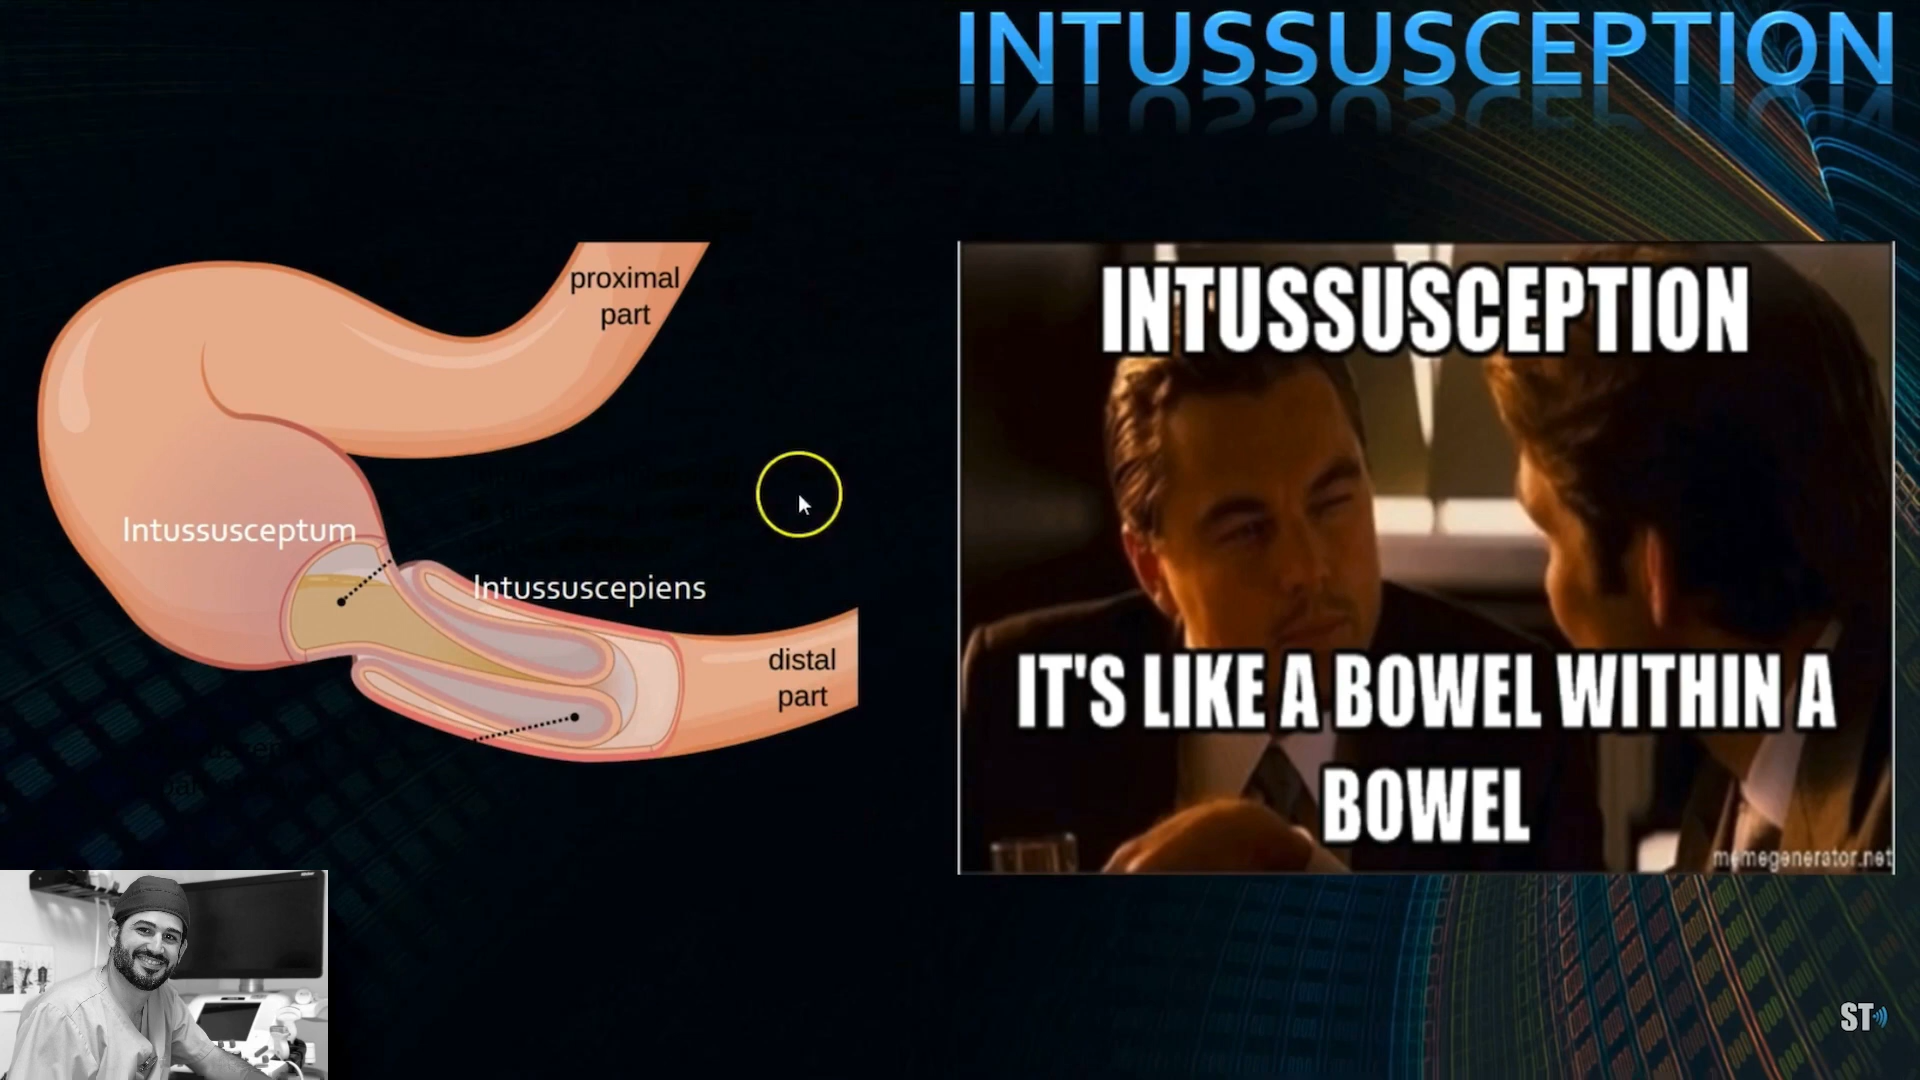 INTUSSUSCEPTION
proximal
part
Intussusceptum
Intussuscepiens
distal
part
INTUSSUSCEPTION
IT'S LIKE A BOWEL WITHIN A
BOWEL
memegenerator.net
ST